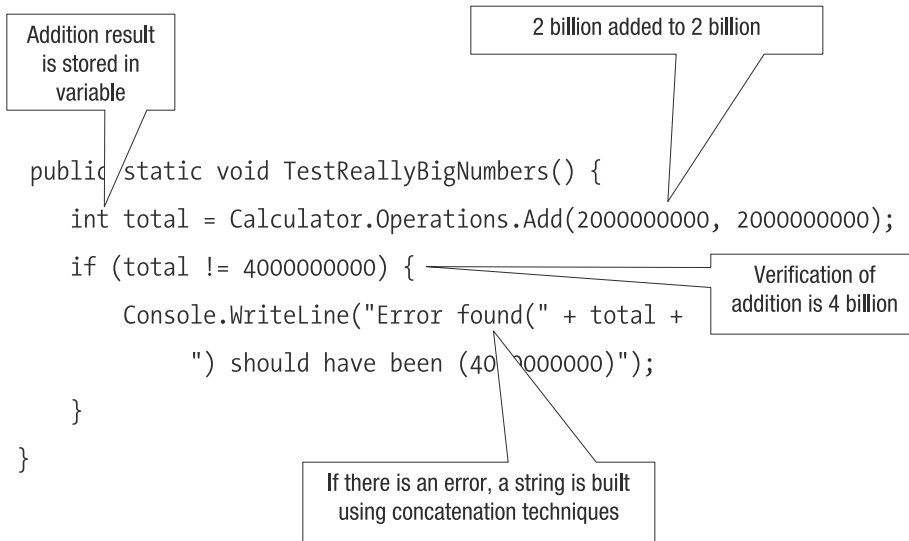 Addition result
is stored in
variable
2 billion added to 2 billion
public static void TestReallyBigNumbers() {
int total = Calculator.Operations.Add(2000000000, 2000000000);
if (total != 4000000000) {
Verification of
addition is 4 billion
Console.WriteLine("Error found(" + total +
") should have been (4000000000)");
}
}
If there is an error, a string is built
using concatenation techniques